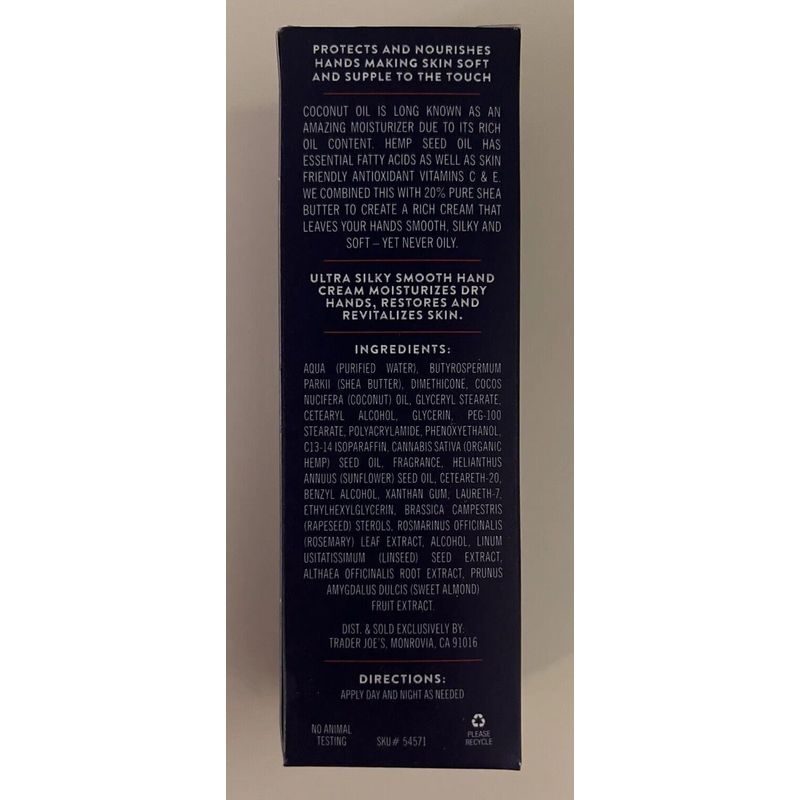 PROTECTS AND NOURISHES
HANDS MAKING SKIN SOFT
AND SUPPLE TO THE TOUCH
COCONUT OIL IS LONG KNOWN AS AN
AMAZING MOISTURIZER DUE TO ITS RICH
OIL CONTENT. HEMP SEED OIL HAS
ESSENTIAL FATTY ACIDS AS WELL AS SKIN
FRIENDLY ANTIOXIDANT VITAMINS C & E.
WE COMBINED THIS WITH 20% PURE SHEA
BUTTER TO CREATE A RICH CREAM THAT
LEAVES YOUR HANDS SMOOTH, SILKY AND
SOFT – YET NEVER OILY.
ULTRA SILKY SMOOTH HAND
CREAM MOISTURIZES DRY
HANDS, RESTORES AND
REVITALIZES SKIN.
INGREDIENTS:
AQUA (PURIFIED WATER), BUTYROSPERMUM
PARKII (SHEA BUTTER), DIMETHICONE, COCOS
NUCIFERA (COCONUT) OIL, GLYCERYL STEARATE,
CETEARYL ALCOHOL, GLYCERIN, PEG-100
STEARATE, POLYACRYLAMIDE, PHENOXYETHANOL,
C13-14 ISOPARAFFIN, CANNABIS SATIVA (ORGANIC
HEMP) SEED OIL, FRAGRANCE, HELIANTHUS
ANNUUS (SUNFLOWER) SEED OIL, CETEARETH-20,
BENZYL ALCOHOL, XANTHAN GUM, LAURETH-7,
ETHYLHEXYLGLYCERIN, BRASSICA CAMPESTRIS
(RAPESEED) STEROLS, ROSMARINUS OFFICINALIS
(ROSEMARY) LEAF EXTRACT, ALCOHOL, LINUM
USITATISSIMUM (LINSEED) SEED EXTRACT,
ALTHAEA OFFICINALIS ROOT EXTRACT, PRUNUS
AMYGDALUS DULCIS (SWEET ALMOND)
FRUIT EXTRACT.
DIST. & SOLD EXCLUSIVELY BY:
TRADER JOE'S, MONROVIA, CA 91016
DIRECTIONS:
APPLY DAY AND NIGHT AS NEEDED
NO ANIMAL
TESTING
SKU# 54571
PLEASE
RECYCLE